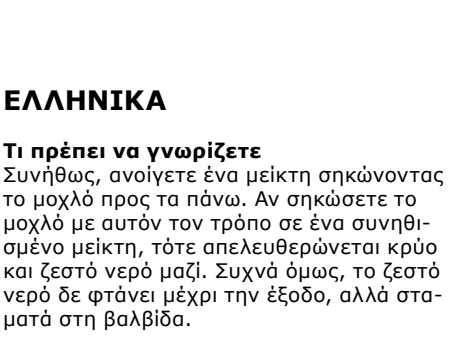 ΕΛΛΗΝΙΚΑ
Τι πρέπει να γνωρίζετε
Συνήθως, ανοίγετε ένα μείκτη σηκώνοντας
το μοχλό προς τα πάνω. Αν σηκώσετε το
μοχλό με αυτόν τον τρόπο σε ένα συνηθι-
σμένο μείκτη, τότε απελευθερώνεται κρύο
και ζεστό νερό μαζί. Συχνά όμως, το ζεστό
νερό δε φτάνει μέχρι την έξοδο, αλλά στα-
ματά στη βαλβίδα.